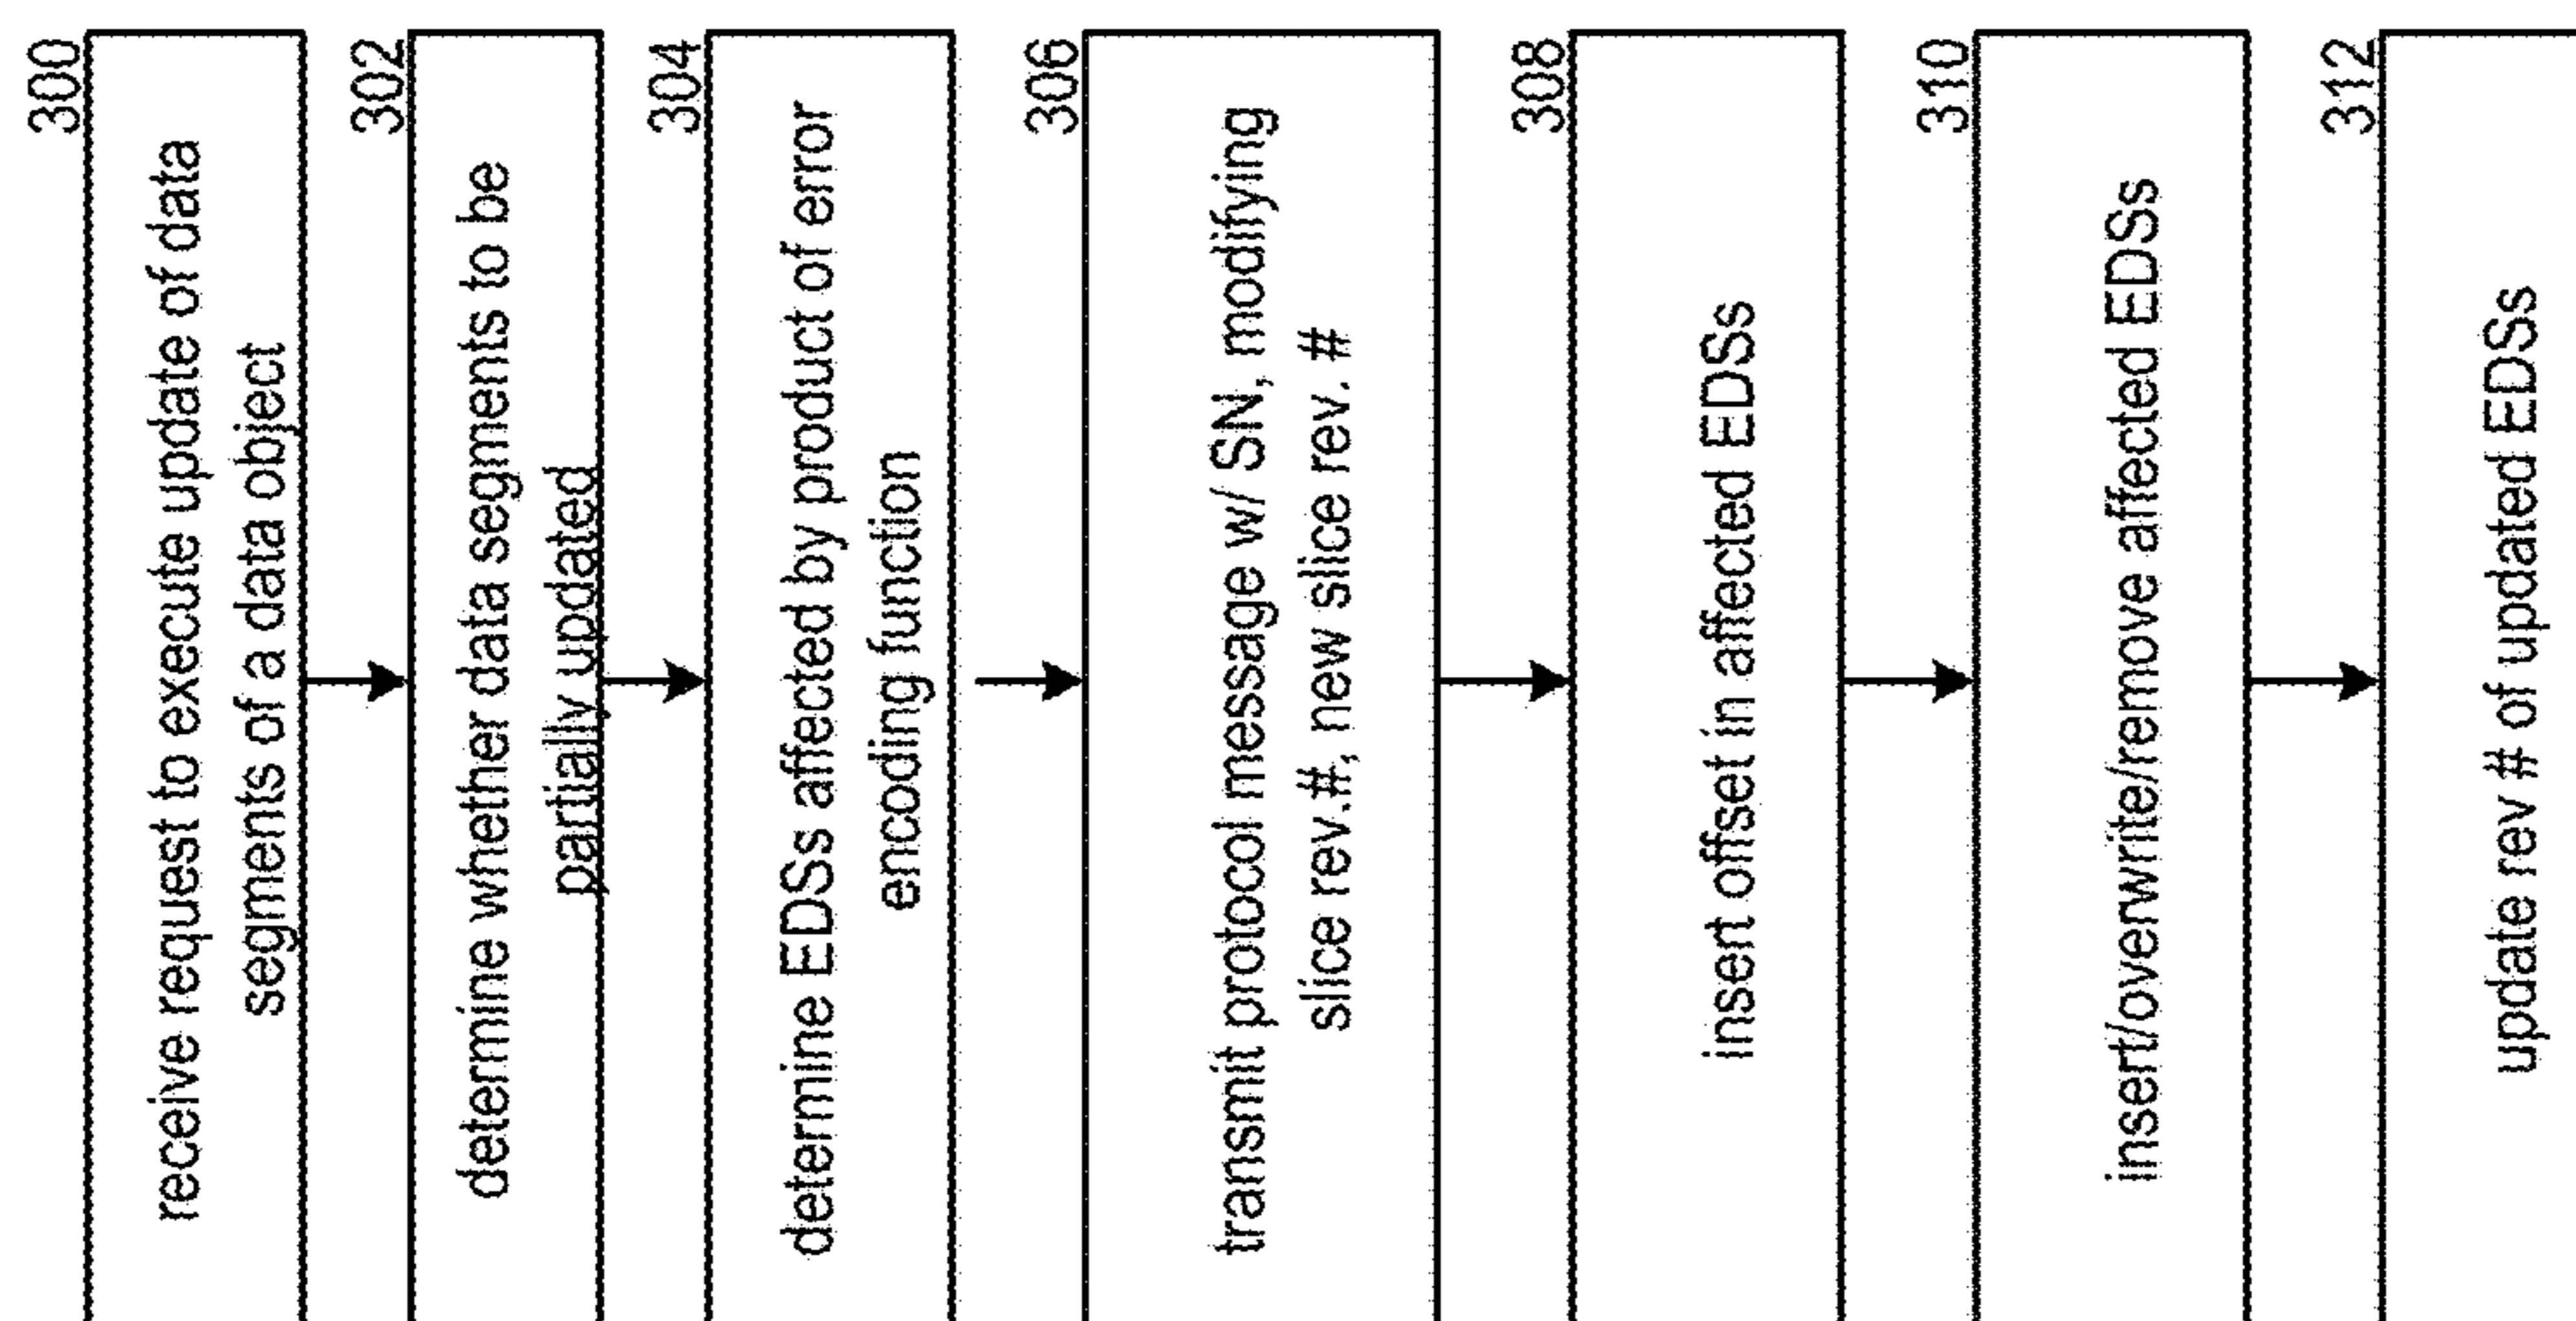 300
receive request to execute update of data
segments of a data object
302
determine whether data segments to be
partially updated
304
determine EDSs affected by product of error
encoding function
306
transmit protocol message w/ SN, modifying
slice rev.#, new slice rev. #
308
insert offset in affected EDSs
310
insert/overwrite/remove affected EDSs
312
update rev # of updated EDSs